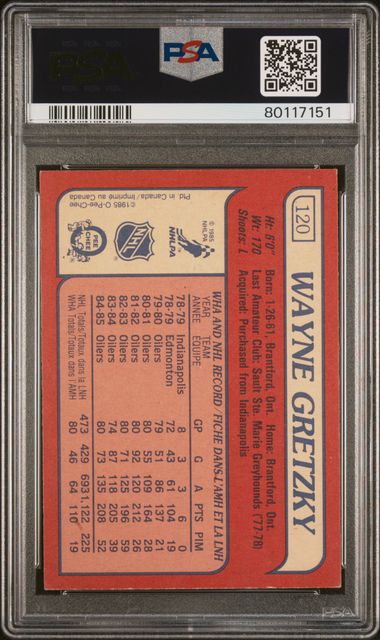 PSA
PSA
80117151
120
WAYNE GRETZKY
Ht: 6'0" Born: 1-26-61, Brantford, Ont. Home: Brantford, Ont.
Wt: 170 Last Amateur Club: Sault Ste. Marie Greyhounds ('77-78)
Shoots: L Acquired: Purchased from Indianapolis
WHA AND NHL RECORD / FICHE DANS L'AMH ET LA LNH
YEAR TEAM
ANNÉE ÉQUIPE GP G A PTS PIM
78-79 Indianapolis 8 3 3 6 0
78-79 Edmonton 72 43 61 104 19
79-80 Oilers 79 51 86 137 21
80-81 Oilers 80 55 109 164 28
81-82 Oilers 80 92 120 212 26
82-83 Oilers 80 71 125 196 59
83-84 Oilers 74 87 118 205 39
84-85 Oilers 80 73 135 208 52
NHL Totals/Totaux dans la LNH 473 429 693 1,122 225
WHA Totals/Totaux dans l'AMH 80 46 64 110 19
© 1985
NHLPA
NHLPA
NHL
O PEE CHEE
© 1985 O-Pee-Chee
Ptd. in Canada / Imprimé au Canada
PSA